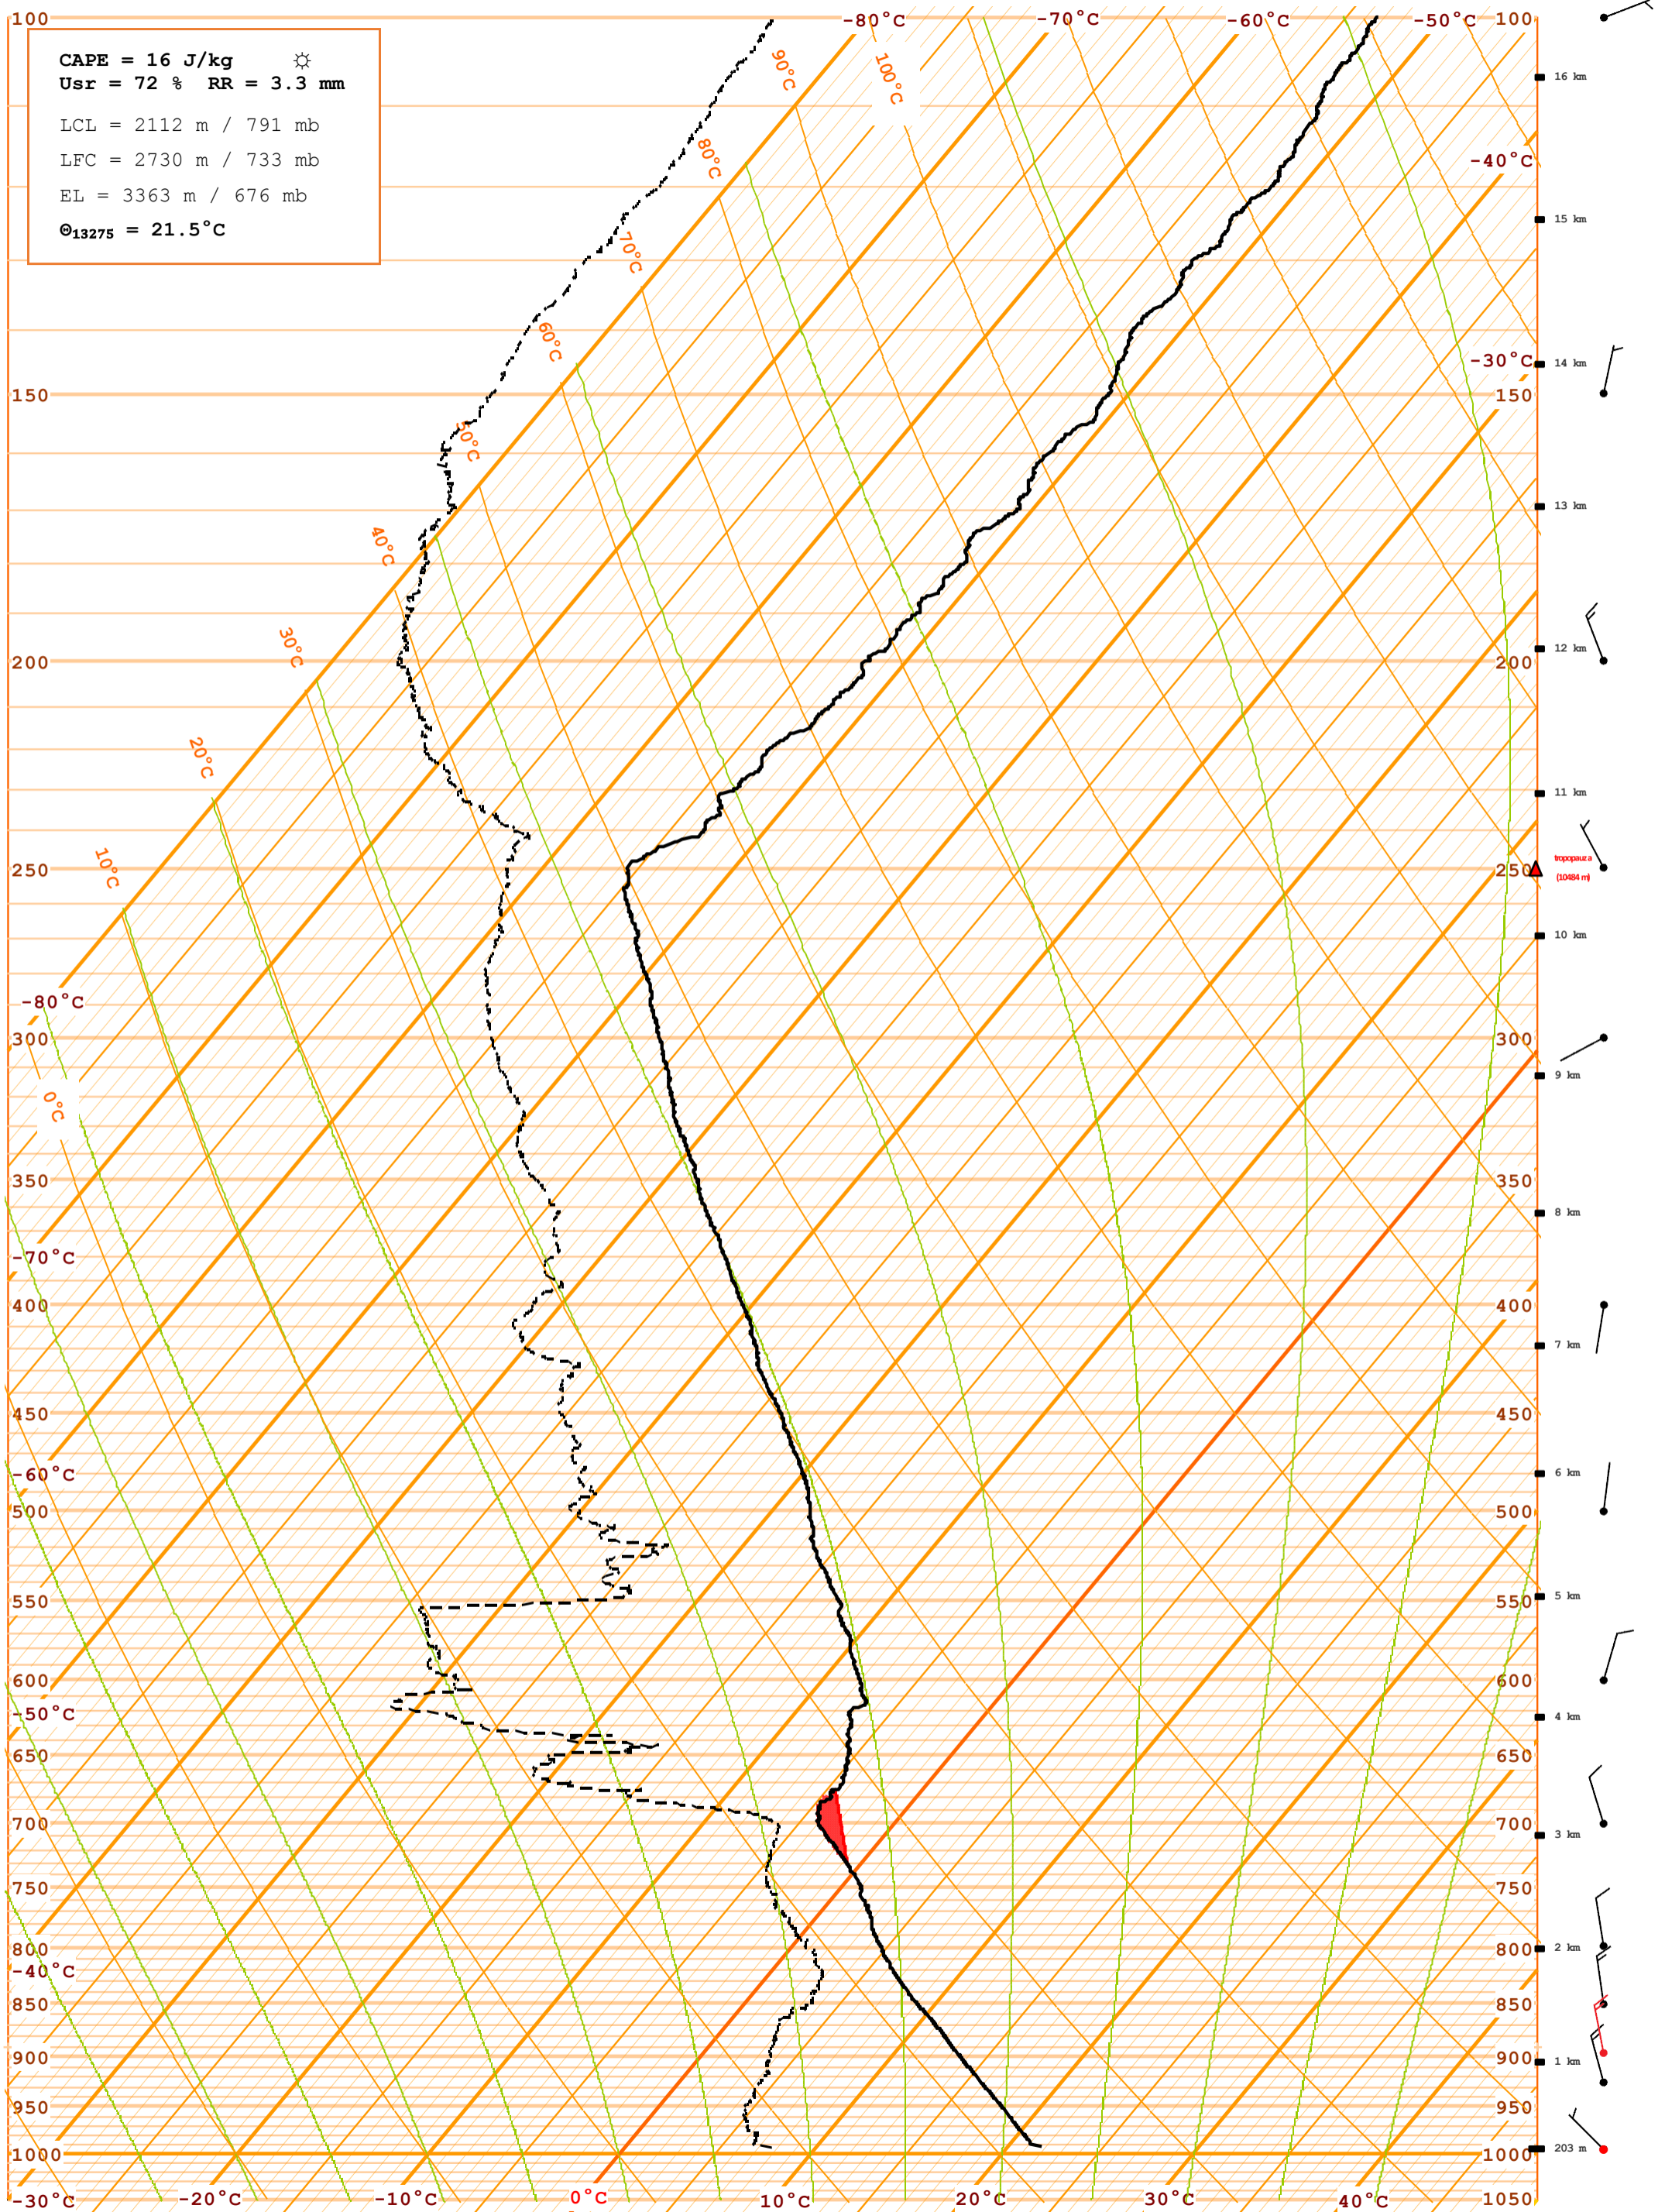 100 -80°C -70°C -60°C -50°C 100
CAPE = 16 J/kg ☼
Usr = 72 % RR = 3.3 mm
LCL = 2112 m / 791 mb
LFC = 2730 m / 733 mb
EL = 3363 m / 676 mb
Θ13275 = 21.5°C
90°C 100°C
16 km
80°C
-40°C
15 km
70°C
60°C
-30°C
14 km
150 150
50°C
13 km
40°C
30°C
200 200
12 km
20°C
11 km
10°C
250 250
tropopauza
(10484 m)
10 km
-80°C
300 300
9 km
0°C
350 350
8 km
-70°C
400 400
7 km
450 450
-60°C
6 km
500 500
5 km
550 550
600 600
-50°C
4 km
650 650
700 700
3 km
750 750
800 800
2 km
-40°C
850 850
900 900
1 km
950 950
1000 1000
203 m
-30°C -20°C -10°C 0°C 10°C 20°C 30°C 40°C 1050